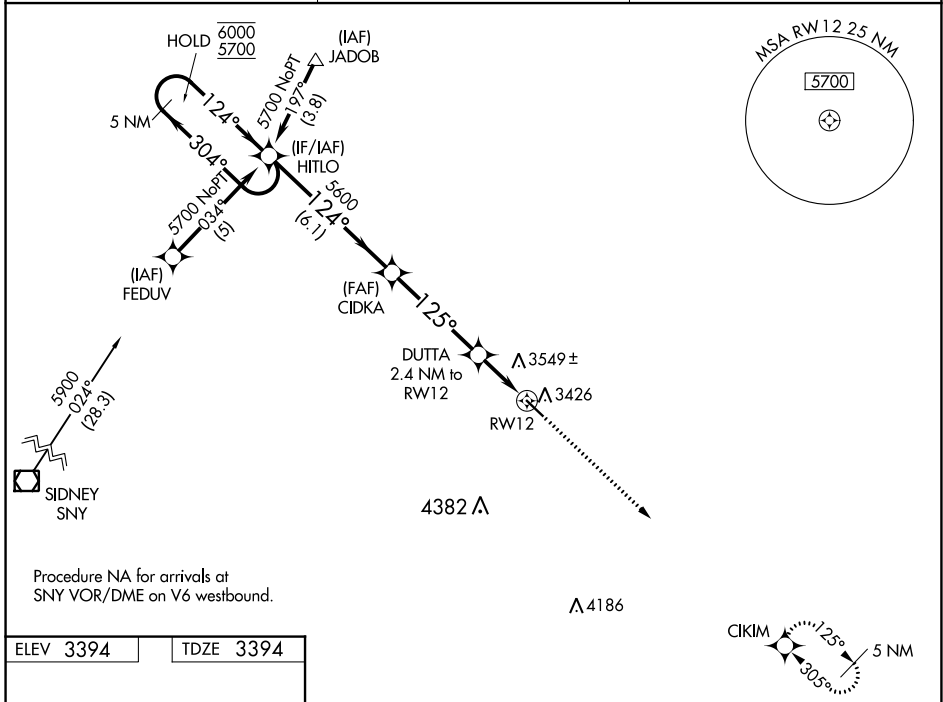 HOLD 6000
5700
(IAF)
JADOB
5700 NoPT
197°
(3.8)
MSA RW12 25 NM
5700
124°
5 NM
304°
(IF/IAF)
HITLO
5700 NoPT
034°
(5)
5600
124°
(6.1)
(IAF)
FEDUV
(FAF)
CIDKA
125°
DUTTA
2.4 NM to
RW12
3549 ±
3426
RW12
5900
024°
(28.3)
SIDNEY
SNY
4382
Procedure NA for arrivals at
SNY VOR/DME on V6 westbound.
4186
CIKIM
125°
5 NM
305°
ELEV 3394
TDZE 3394